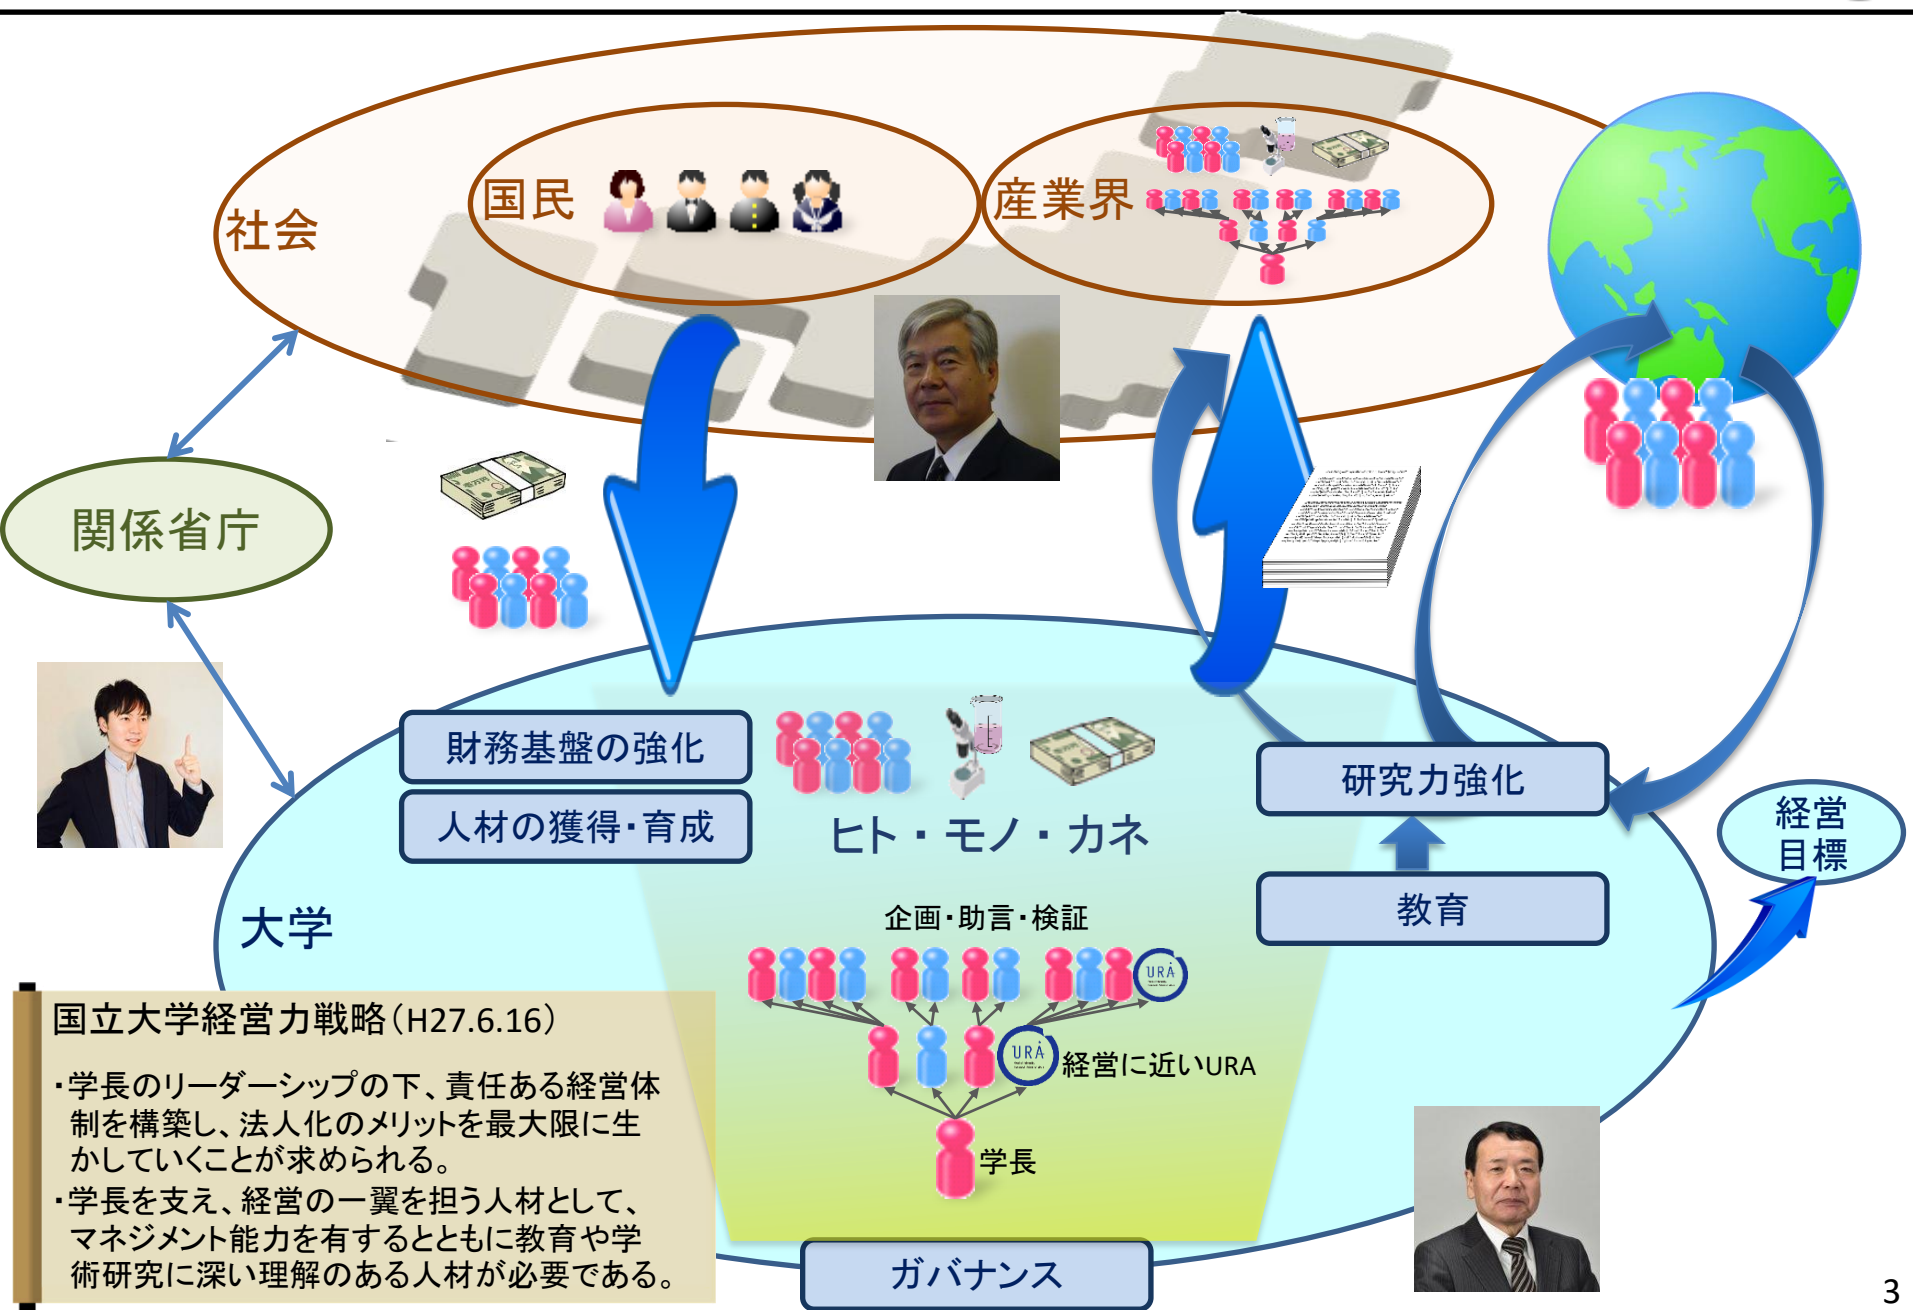 社会
国民
産業界
関係省庁
財務基盤の強化
人材の獲得・育成
ヒト・モノ・カネ
研究力強化
教育
経営
目標
大学
企画・助言・検証
URA
URA
経営に近いURA
学長
国立大学経営力戦略（H27.6.16）
・学長のリーダーシップの下、責任ある経営体
制を構築し、法人化のメリットを最大限に生
かしていくことが求められる。
・学長を支え、経営の一翼を担う人材として、
マネジメント能力を有するとともに教育や学
術研究に深い理解のある人材が必要である。
ガバナンス
3